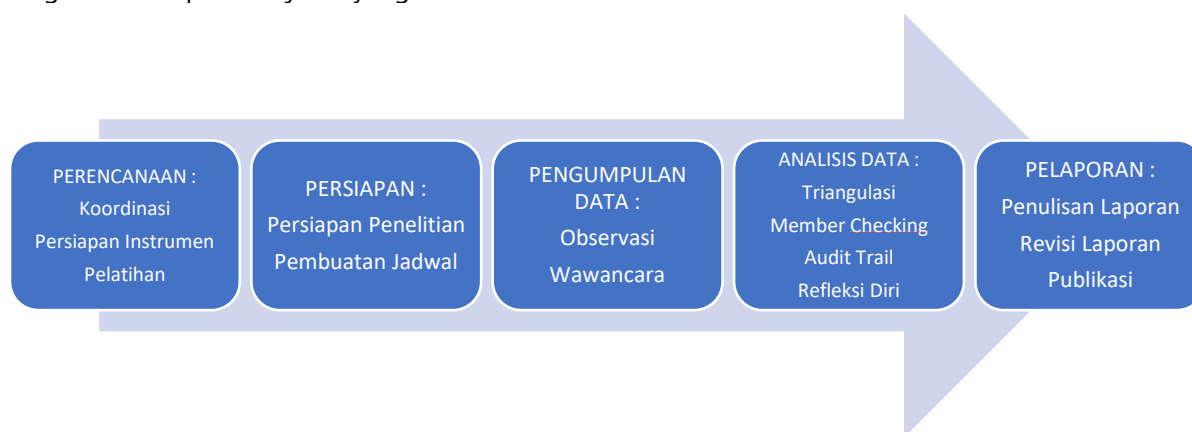 PERENCANAAN :
Koordinasi
Persiapan Instrumen
Pelatihan
PERSIAPAN :
Persiapan Penelitian
Pembuatan Jadwal
PENGUMPULAN
DATA :
Observasi
Wawancara
ANALISIS DATA :
Triangulasi
Member Checking
Audit Trail
Refleksi Diri
PELAPORAN :
Penulisan Laporan
Revisi Laporan
Publikasi